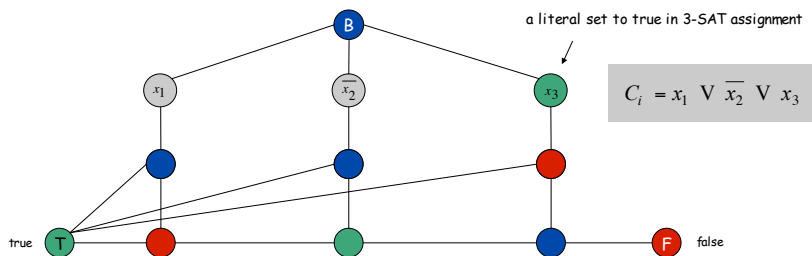 a literal set to true in 3-SAT assignment
B
x₁ x̅₂ x₃
Cᵢ = x₁ V x̅₂ V x₃
true T F false